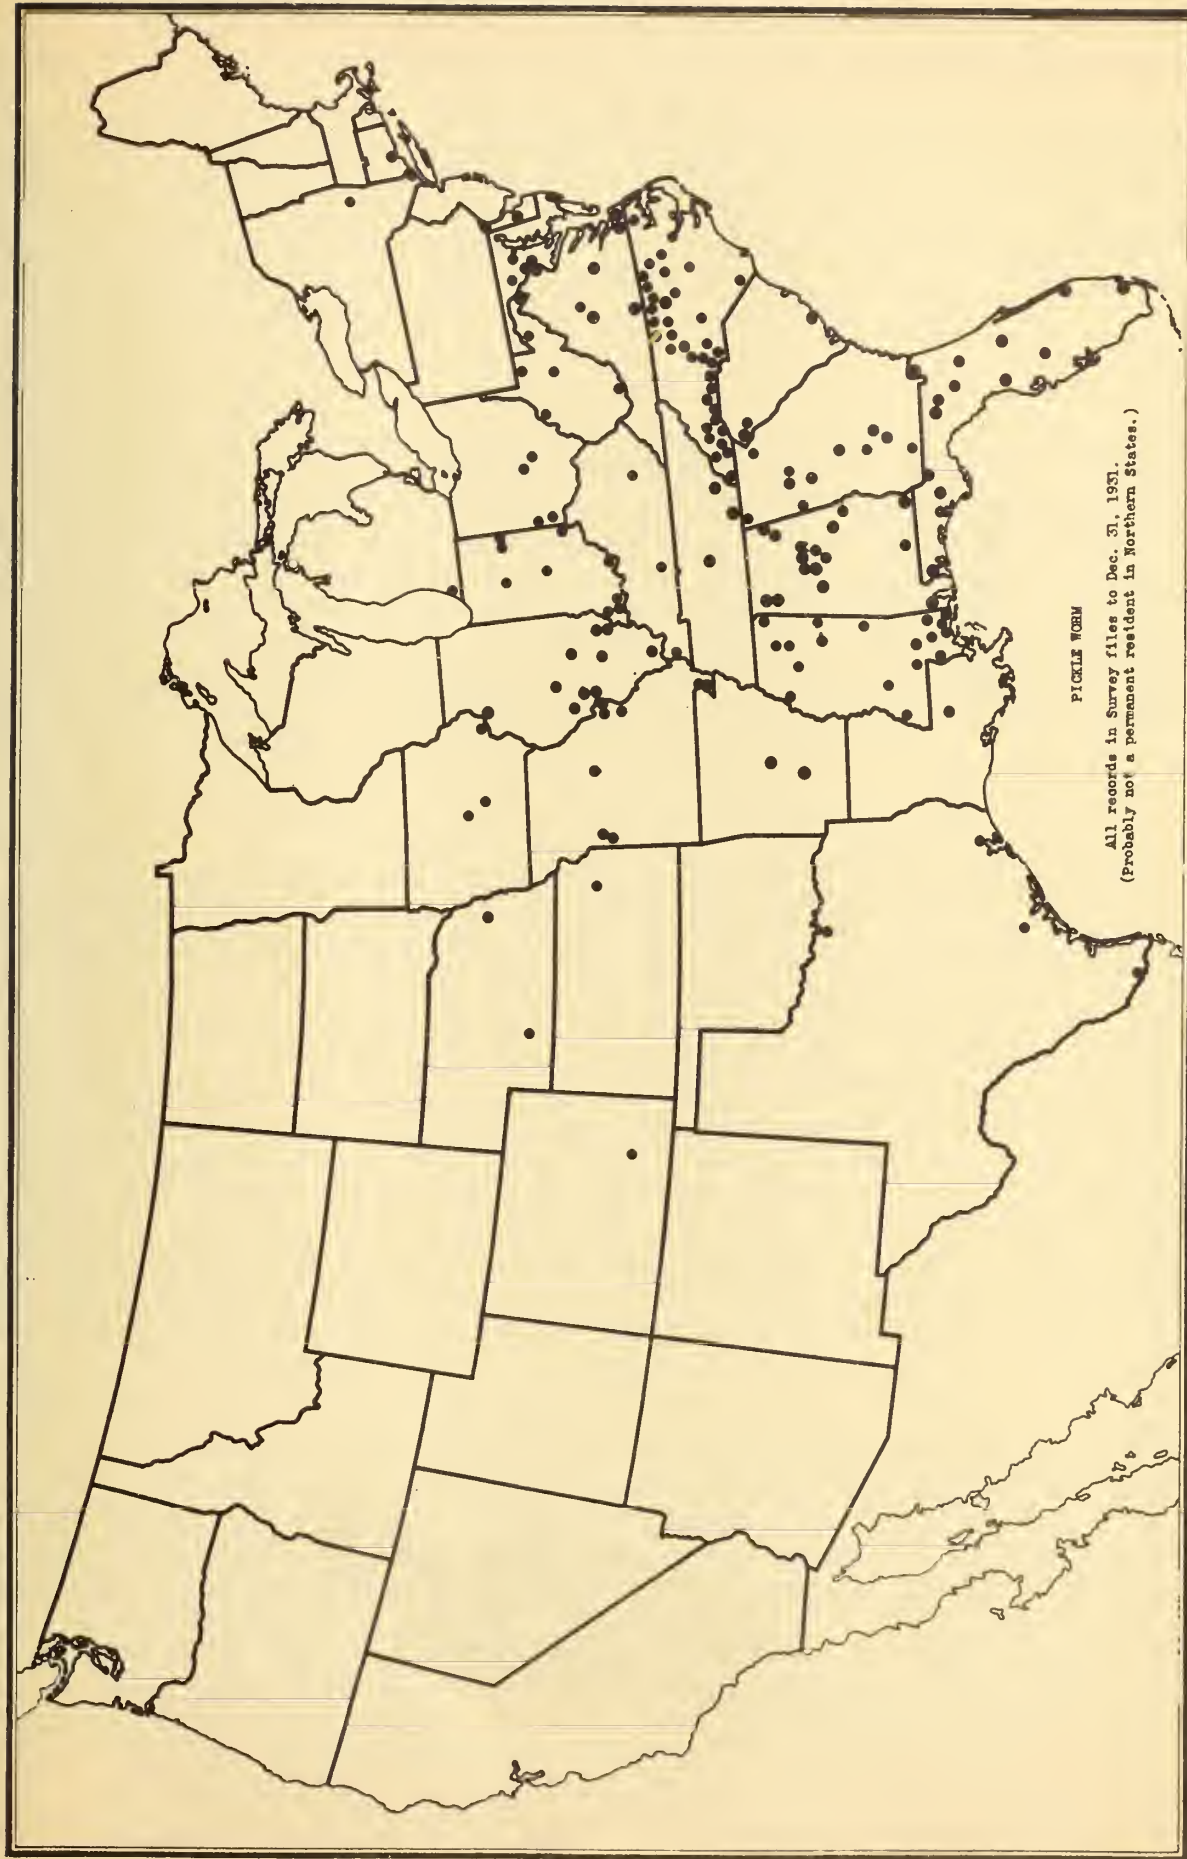 PICKLE WORM
All records in Survey files to Dec. 31, 1931.
(Probably not a permanent resident in Northern States.)